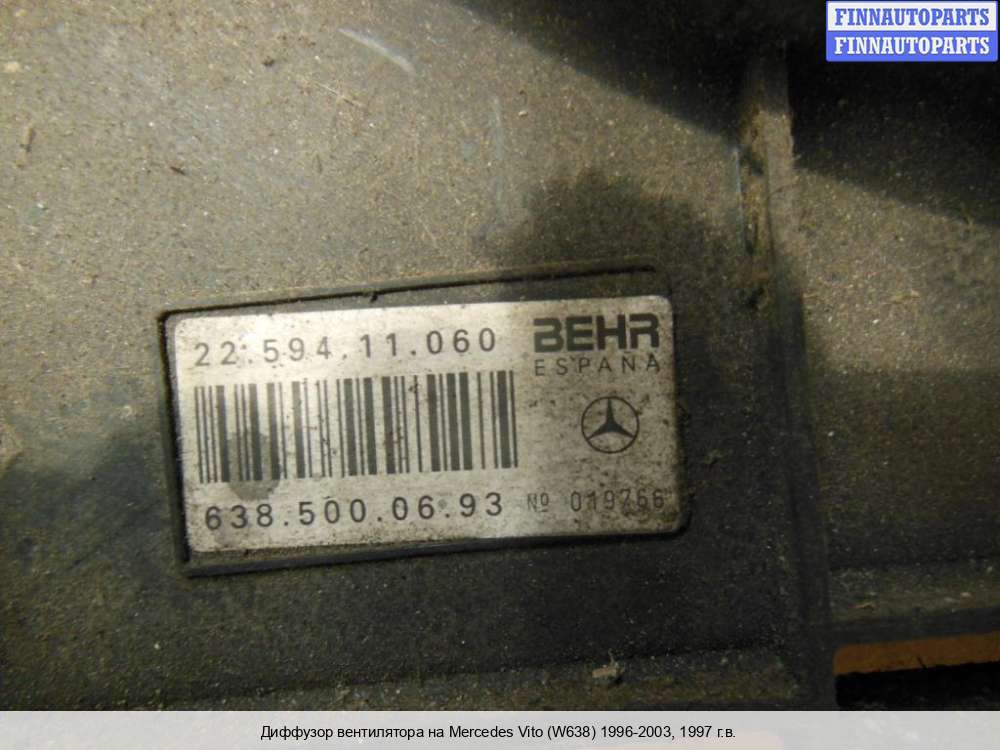 FINNAUTOPARTS
FINNAUTOPARTS
22.594.11.060
BEHR
ESPAÑA
638.500.06.93
Nº 019766
Диффузор вентилятора на Mercedes Vito (W638) 1996-2003, 1997 г.в.